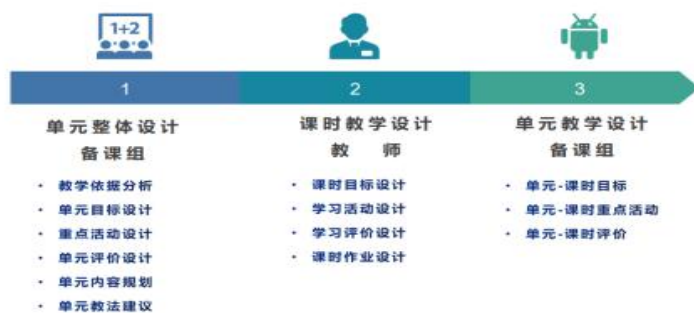 1+2
1
2
3
单元整体设计
备课组
教学依据分析
单元目标设计
重点活动设计
单元评价设计
单元内容规划
单元教法建议
课时教学设计
教 师
课时目标设计
学习活动设计
学习评价设计
课时作业设计
单元教学设计
备课组
单元-课时目标
单元-课时重点活动
单元-课时评价